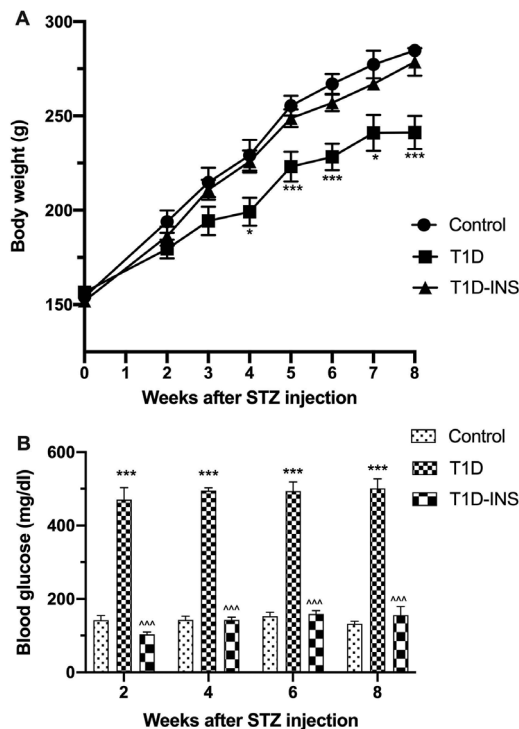 A
300
250
200
150
Body weight (g)
*
***
***
*
***
Control
T1D
T1D-INS
0 1 2 3 4 5 6 7 8
Weeks after STZ injection
B
600
400
200
0
Blood glucose (mg/dl)
Control
T1D
T1D-INS
*** *** *** ***
^^^ ^^^ ^^^ ^^^
2 4 6 8
Weeks after STZ injection